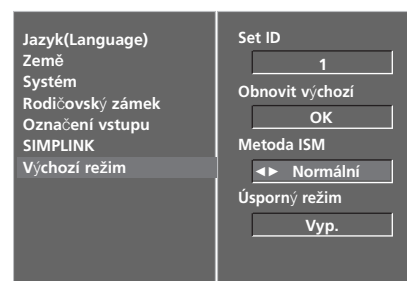 Jazyk(Language)
Země
Systém
Rodičovský zámek
Označení vstupu
SIMPLINK
Výchozí režim
Set ID
1
Obnovit výchozí
OK
Metoda ISM
◄► Normální
Úsporný režim
Vyp.